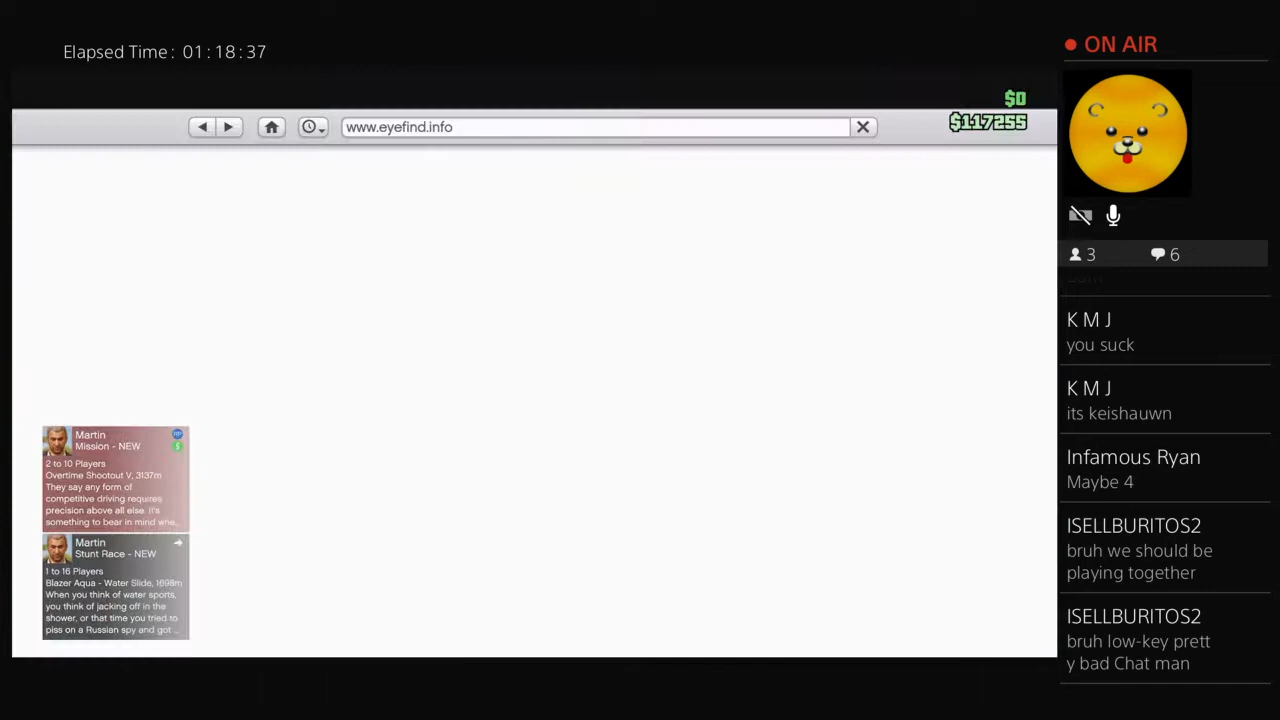 Elapsed Time: 01:18:37
ON AIR
www.eyefind.info
$0
$117255
3
6
K M J
you suck
K M J
its keishauwn
Infamous Ryan
Maybe 4
ISELLBURITOS2
bruh we should be
playing together
ISELLBURITOS2
bruh low-key prett
y bad Chat man
Martin
Mission - NEW
2 to 10 Players
Overtime Shootout V, 3137m
They say any form of
competitive driving requires
precision above all else. It's
something to bear in mind whe...
Martin
Stunt Race - NEW
1 to 16 Players
Blazer Aqua - Water Slide, 1698m
When you think of water sports,
you think of jacking off in the
shower, or that time you tried to
piss on a Russian spy and got ...